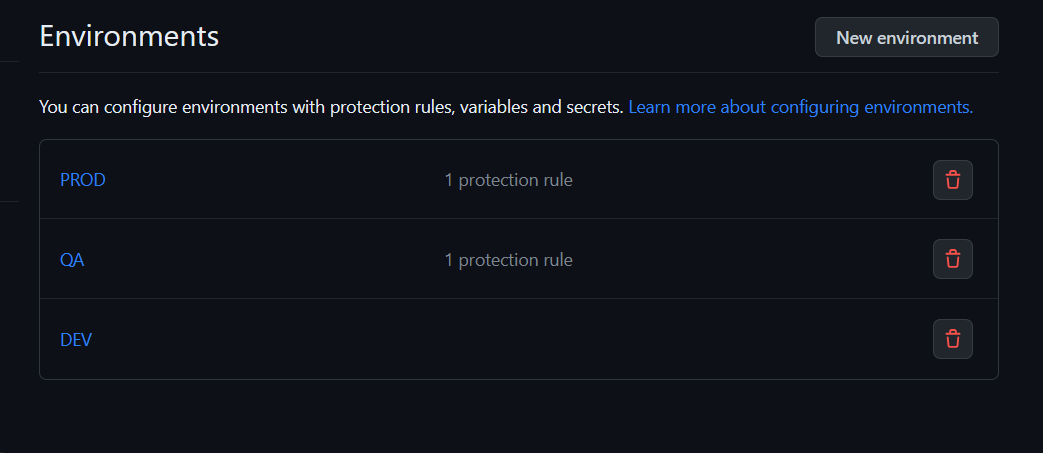 Environments
New environment
You can configure environments with protection rules, variables and secrets. Learn more about configuring environments.
PROD 1 protection rule
QA 1 protection rule
DEV